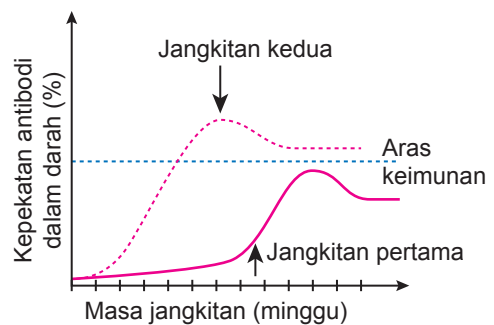 Kepekatan antibodi
dalam darah (%)
Jangkitan kedua
Aras
keimunan
Jangkitan pertama
Masa jangkitan (minggu)